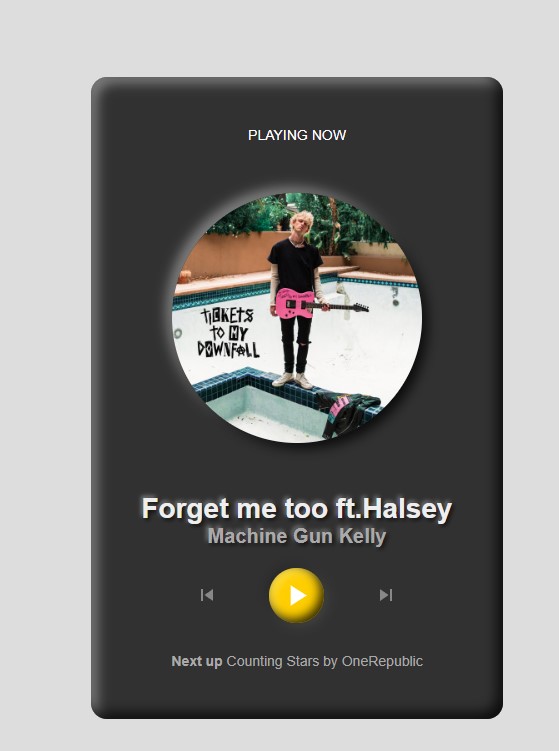 PLAYING NOW
TICKETS
TO MY
DOWNFALL
Forget me too ft.Halsey
Machine Gun Kelly
Next up Counting Stars by OneRepublic